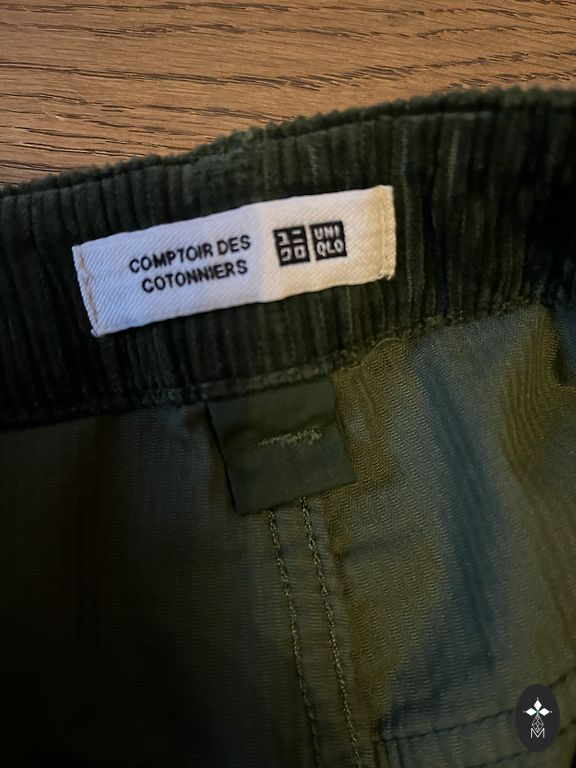 COMPTOIR DES
COTONNIERS
ユニ
クロ
UNI
QLO
M